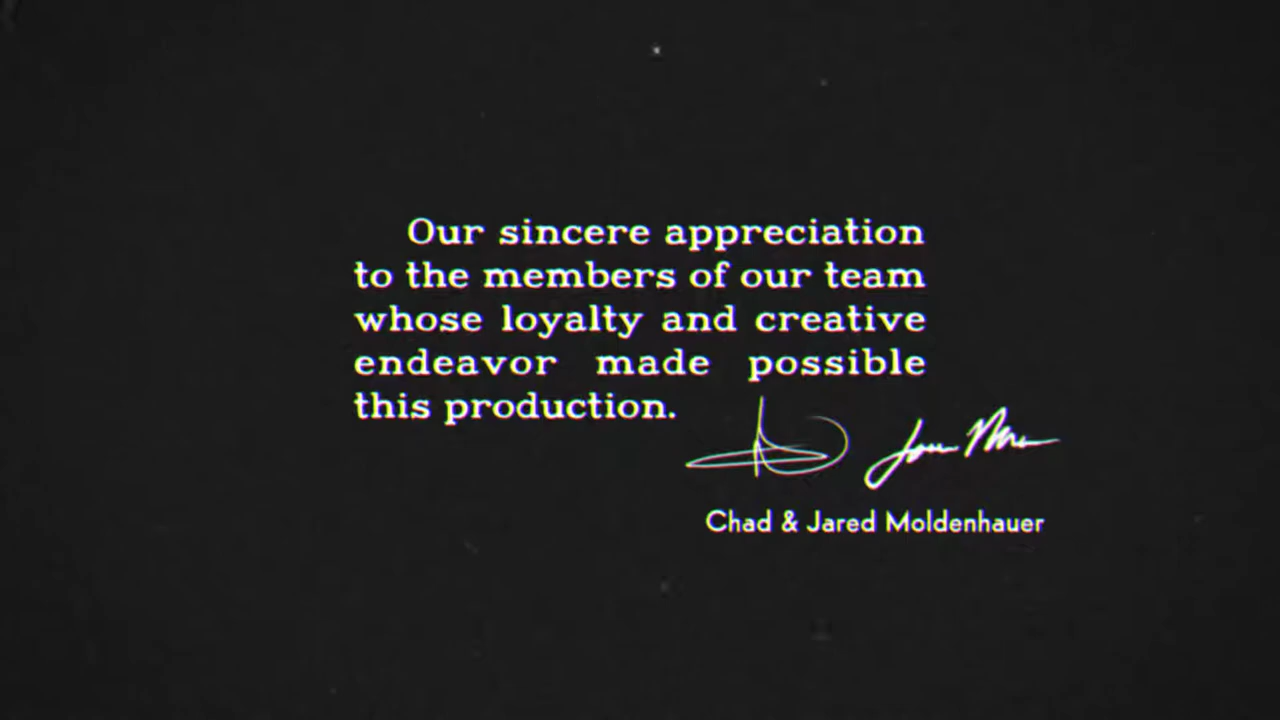 Our sincere appreciation
to the members of our team
whose loyalty and creative
endeavor made possible
this production.
Chad & Jared Moldenhauer